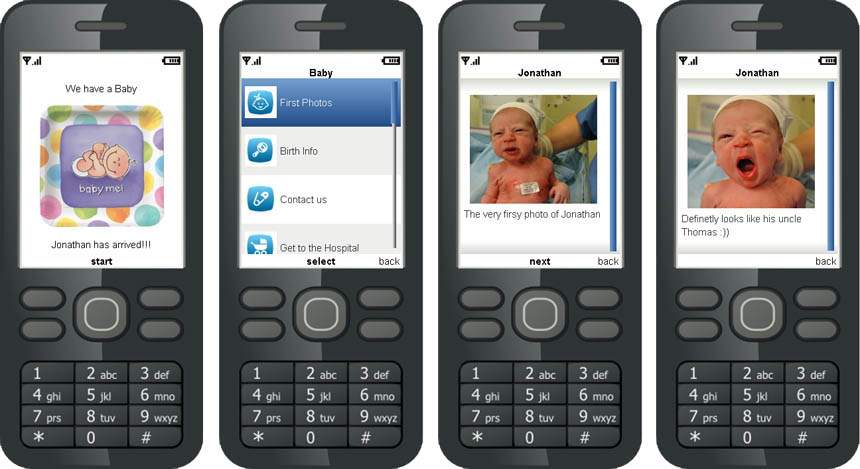 We have a Baby
baby me!
Jonathan has arrived!!!
start
1 2 abc 3 def
4 ghi 5 jkl 6 mno
7 prs 8 tuv 9 wxyz
* 0 #
Baby
First Photos
Birth Info
Contact us
Get to the Hospital
select back
1 2 abc 3 def
4 ghi 5 jkl 6 mno
7 prs 8 tuv 9 wxyz
* 0 #
Jonathan
The very firsy photo of Jonathan
next back
1 2 abc 3 def
4 ghi 5 jkl 6 mno
7 prs 8 tuv 9 wxyz
* 0 #
Jonathan
Definetly looks like his uncle
Thomas :))
back
1 2 abc 3 def
4 ghi 5 jkl 6 mno
7 prs 8 tuv 9 wxyz
* 0 #